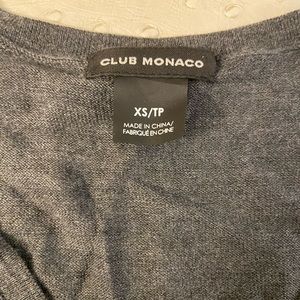 CLUB MONACO
XS/TP
MADE IN CHINA/
FABRIQUÉ EN CHINE